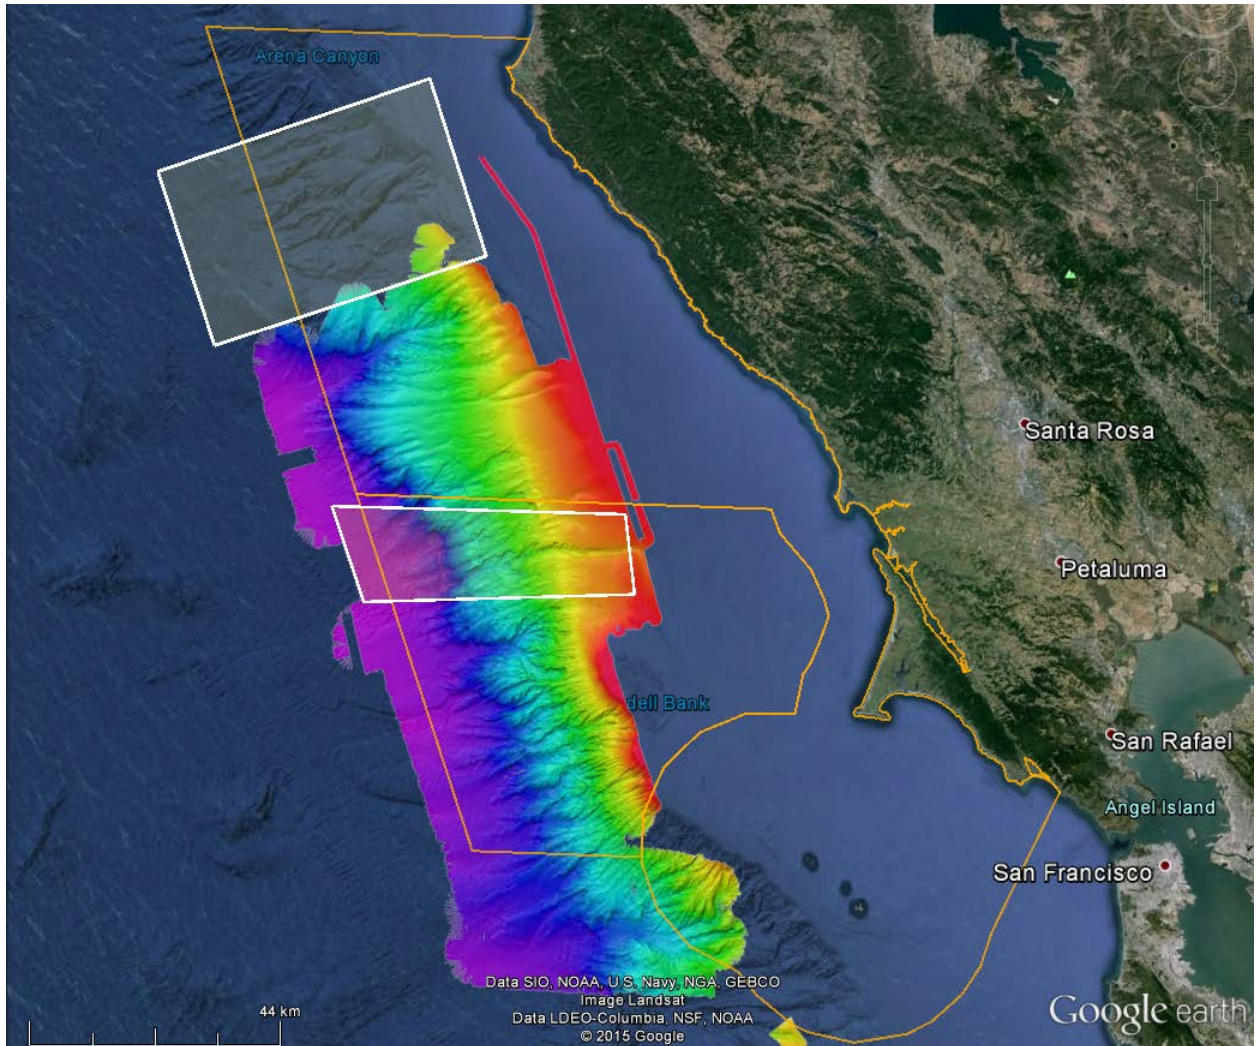 Arena Canyon
Santa Rosa
Petaluma
dell Bank
San Rafael
Angel Island
San Francisco
Data SIO, NOAA, U.S. Navy, NGA, GEBCO
Image Landsat
Data LDEO-Columbia, NSF, NOAA
© 2015 Google
44 km
Google earth